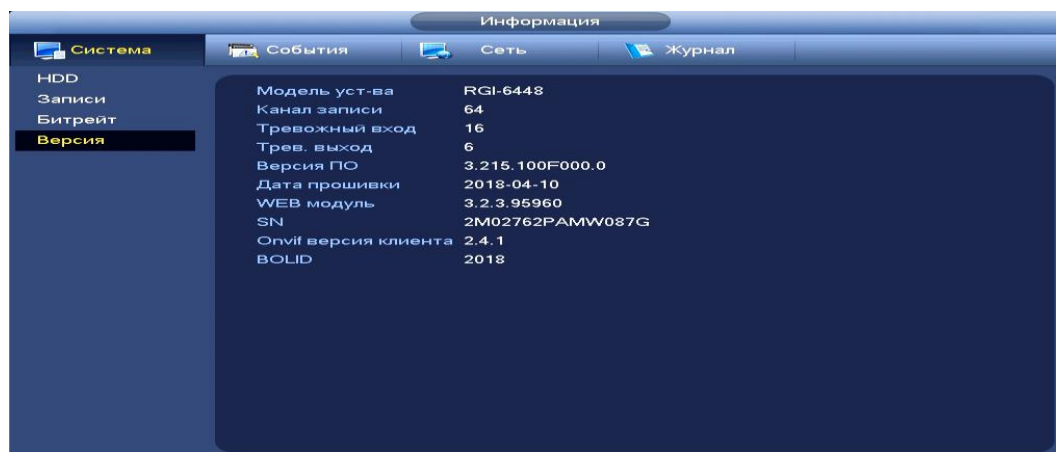 Информация
Система События Сеть Журнал
HDD
Записи
Битрейт
Версия
Модель уст-ва RGI-6448
Канал записи 64
Тревожный вход 16
Трев. выход 6
Версия ПО 3.215.100F000.0
Дата прошивки 2018-04-10
WEB модуль 3.2.3.95960
SN 2M02762PAMW087G
Onvif версия клиента 2.4.1
BOLID 2018